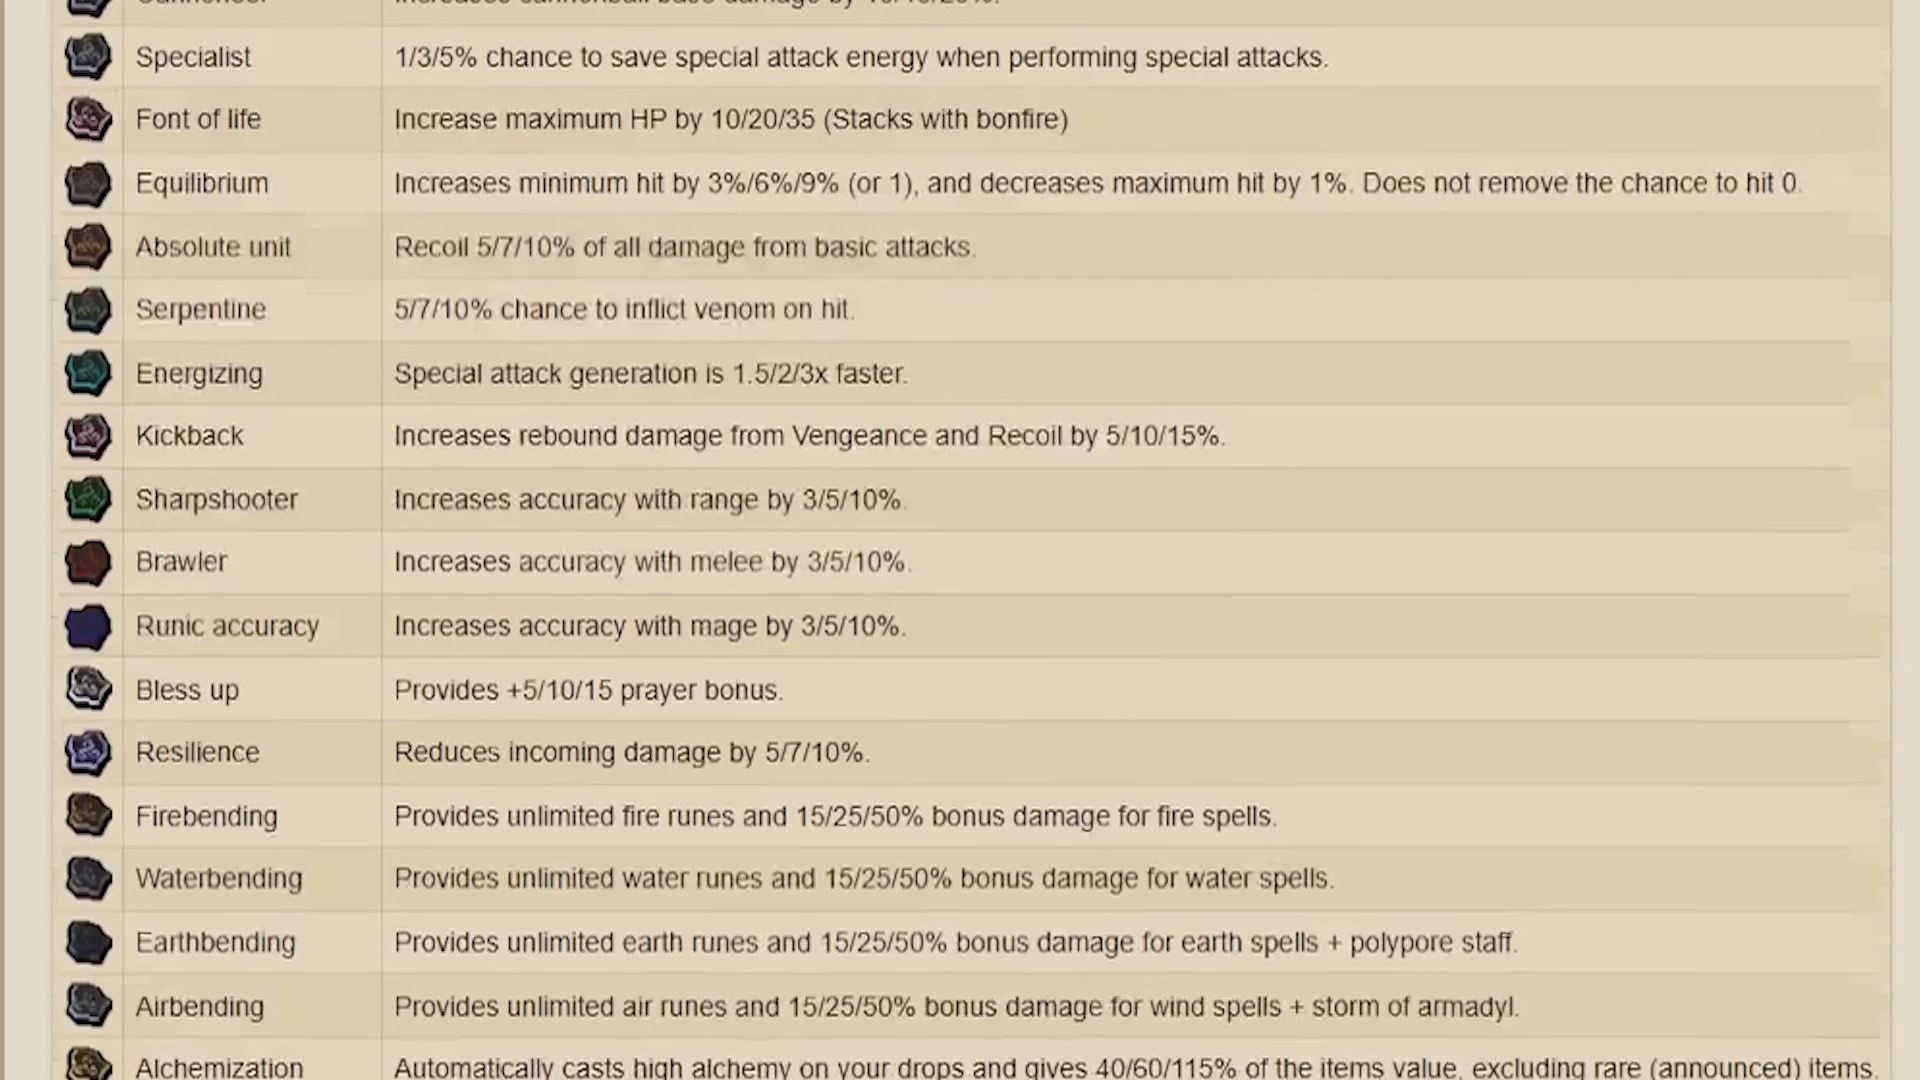 Specialist 1/3/5% chance to save special attack energy when performing special attacks.
Font of life Increase maximum HP by 10/20/35 (Stacks with bonfire)
Equilibrium Increases minimum hit by 3%/6%/9% (or 1), and decreases maximum hit by 1%. Does not remove the chance to hit 0.
Absolute unit Recoil 5/7/10% of all damage from basic attacks.
Serpentine 5/7/10% chance to inflict venom on hit.
Energizing Special attack generation is 1.5/2/3x faster.
Kickback Increases rebound damage from Vengeance and Recoil by 5/10/15%.
Sharpshooter Increases accuracy with range by 3/5/10%.
Brawler Increases accuracy with melee by 3/5/10%.
Runic accuracy Increases accuracy with mage by 3/5/10%.
Bless up Provides +5/10/15 prayer bonus.
Resilience Reduces incoming damage by 5/7/10%.
Firebending Provides unlimited fire runes and 15/25/50% bonus damage for fire spells.
Waterbending Provides unlimited water runes and 15/25/50% bonus damage for water spells.
Earthbending Provides unlimited earth runes and 15/25/50% bonus damage for earth spells + polypore staff.
Airbending Provides unlimited air runes and 15/25/50% bonus damage for wind spells + storm of armadyl.
Alchemization Automatically casts high alchemy on your drops and gives 40/60/115% of the items value, excluding rare (announced) items.